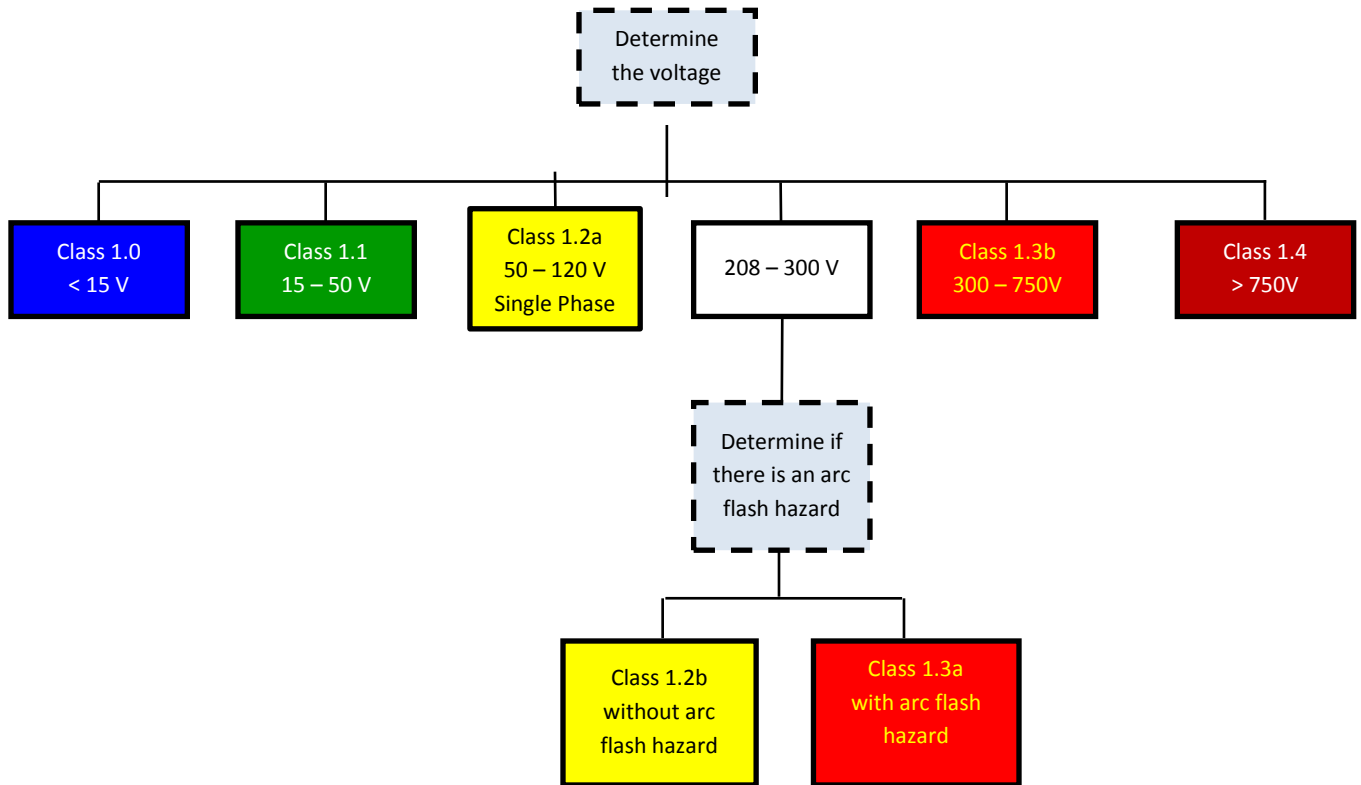 Determine
the voltage
Class 1.0
< 15 V
Class 1.1
15 – 50 V
Class 1.2a
50 – 120 V
Single Phase
208 – 300 V
Class 1.3b
300 – 750V
Class 1.4
> 750V
Determine if
there is an arc
flash hazard
Class 1.2b
without arc
flash hazard
Class 1.3a
with arc flash
hazard